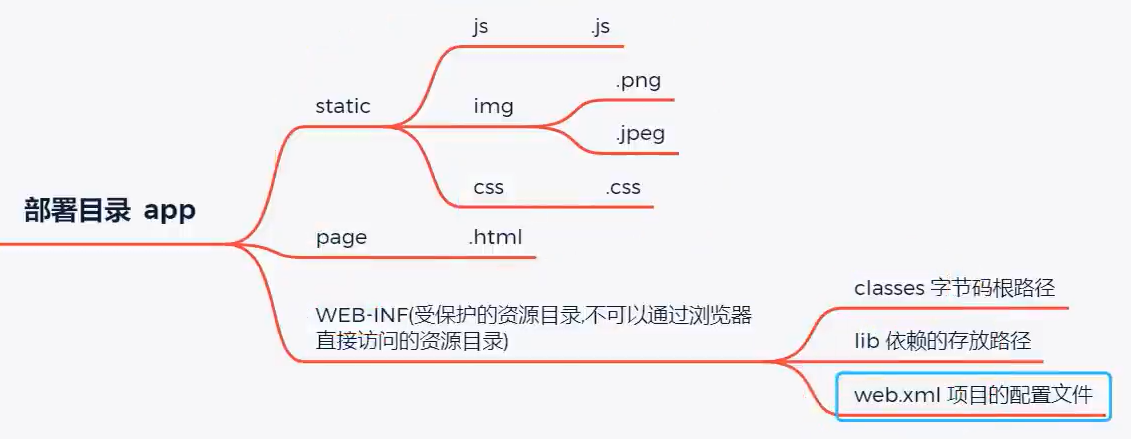 js .js
.png
static img
.jpeg
css .css
部署目录 app
page .html
classes 字节码根路径
WEB-INF(受保护的资源目录,不可以通过浏览器
直接访问的资源目录)
lib 依赖的存放路径
web.xml 项目的配置文件